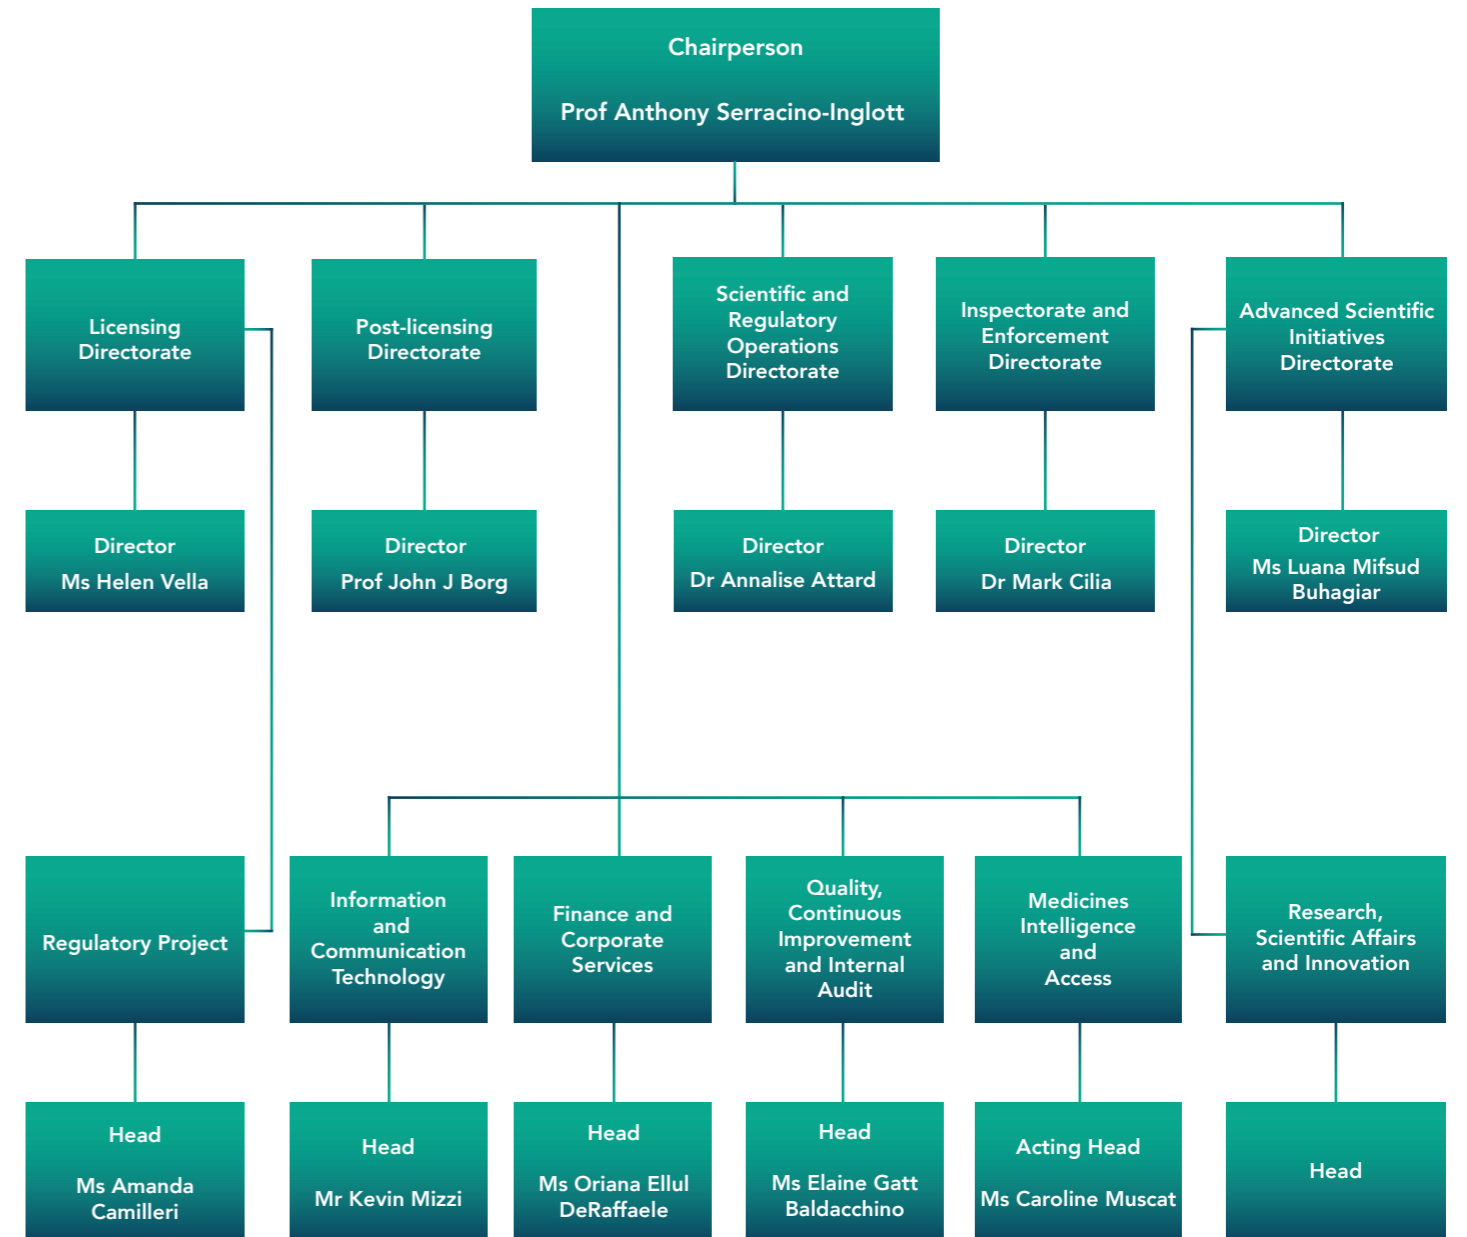 Chairperson
Prof Anthony Serracino-Inglott
Licensing
Directorate
Post-licensing
Directorate
Scientific and
Regulatory
Operations
Directorate
Inspectorate and
Enforcement
Directorate
Advanced Scientific
Initiatives
Directorate
Director
Ms Helen Vella
Director
Prof John J Borg
Director
Dr Annalise Attard
Director
Dr Mark Cilia
Director
Ms Luana Mifsud
Buhagiar
Regulatory Project
Information
and
Communication
Technology
Finance and
Corporate
Services
Quality,
Continuous
Improvement
and Internal
Audit
Medicines
Intelligence
and
Access
Research,
Scientific Affairs
and Innovation
Head
Ms Amanda
Camilleri
Head
Mr Kevin Mizzi
Head
Ms Oriana Ellul
DeRaffaele
Head
Ms Elaine Gatt
Baldacchino
Acting Head
Ms Caroline Muscat
Head